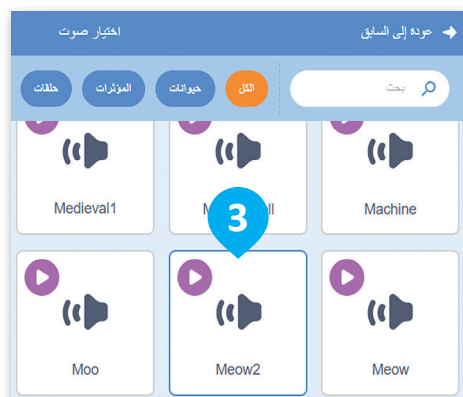 عودة إلى السابق
اختيار صوت
بحث
الكل
حيوانات
المؤثرات
حلقات
Machine
Medieval1
3
Meow
Meow2
Moo